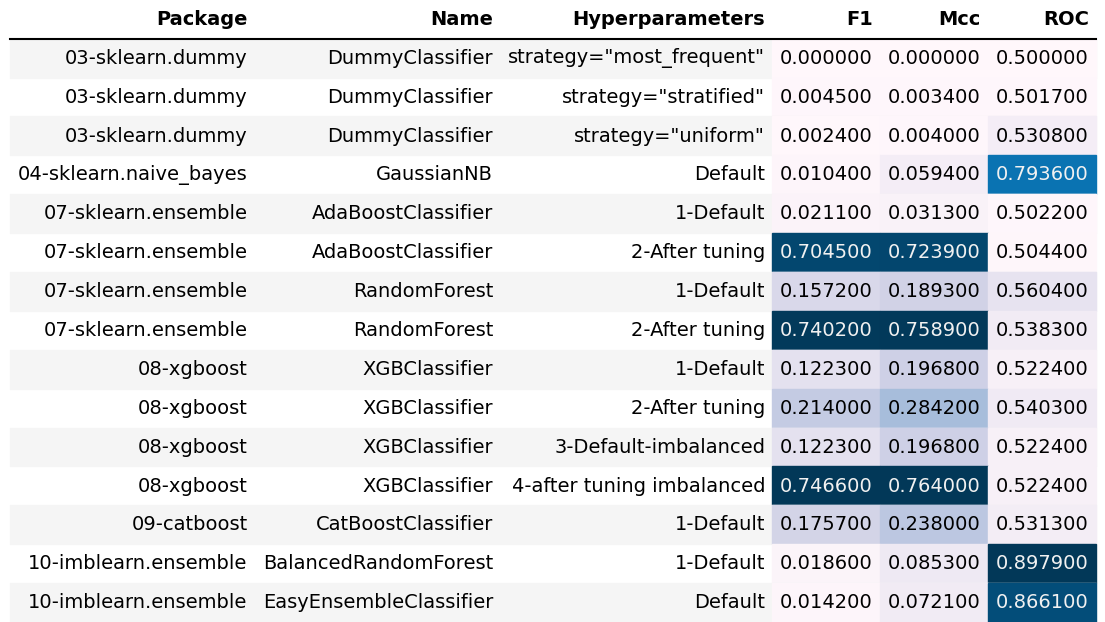 Package Name Hyperparameters F1 Mcc ROC
03-sklearn.dummy DummyClassifier strategy="most_frequent" 0.000000 0.000000 0.500000
03-sklearn.dummy DummyClassifier strategy="stratified" 0.004500 0.003400 0.501700
03-sklearn.dummy DummyClassifier strategy="uniform" 0.002400 0.004000 0.530800
04-sklearn.naive_bayes GaussianNB Default 0.010400 0.059400 0.793600
07-sklearn.ensemble AdaBoostClassifier 1-Default 0.021100 0.031300 0.502200
07-sklearn.ensemble AdaBoostClassifier 2-After tuning 0.704500 0.723900 0.504400
07-sklearn.ensemble RandomForest 1-Default 0.157200 0.189300 0.560400
07-sklearn.ensemble RandomForest 2-After tuning 0.740200 0.758900 0.538300
08-xgboost XGBClassifier 1-Default 0.122300 0.196800 0.522400
08-xgboost XGBClassifier 2-After tuning 0.214000 0.284200 0.540300
08-xgboost XGBClassifier 3-Default-imbalanced 0.122300 0.196800 0.522400
08-xgboost XGBClassifier 4-after tuning imbalanced 0.746600 0.764000 0.522400
09-catboost CatBoostClassifier 1-Default 0.175700 0.238000 0.531300
10-imblearn.ensemble BalancedRandomForest 1-Default 0.018600 0.085300 0.897900
10-imblearn.ensemble EasyEnsembleClassifier Default 0.014200 0.072100 0.866100